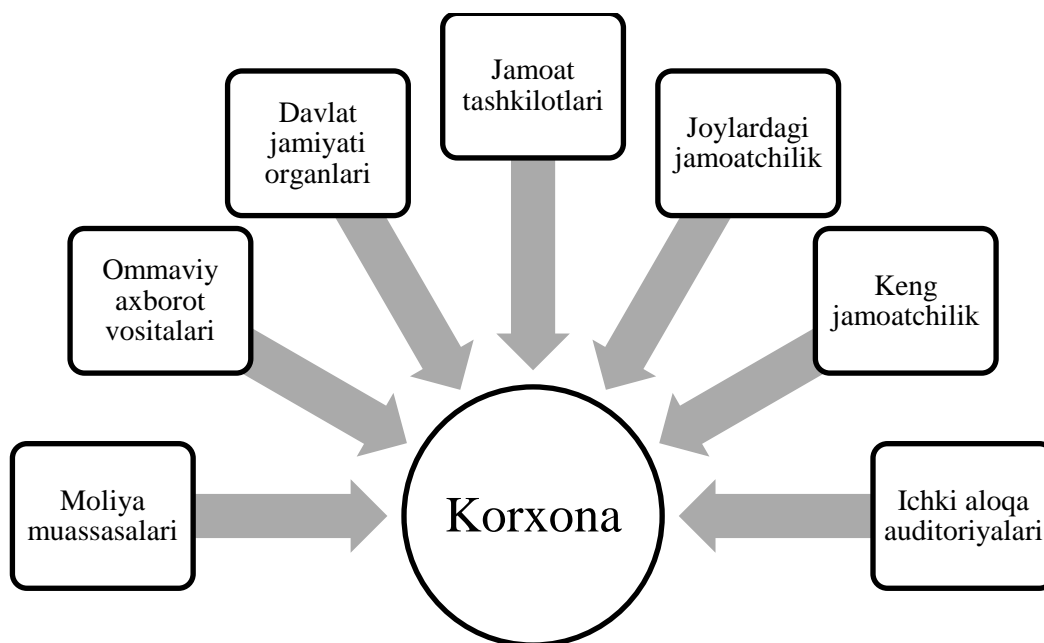 Jamoat
tashkilotlari
Davlat
jamiyati
organlari
Joylardagi
jamoatchilik
Ommaviy
axborot
vositalari
Keng
jamoatchilik
Moliya
muassasalari
Korxona
Ichki aloqa
auditoriyalari